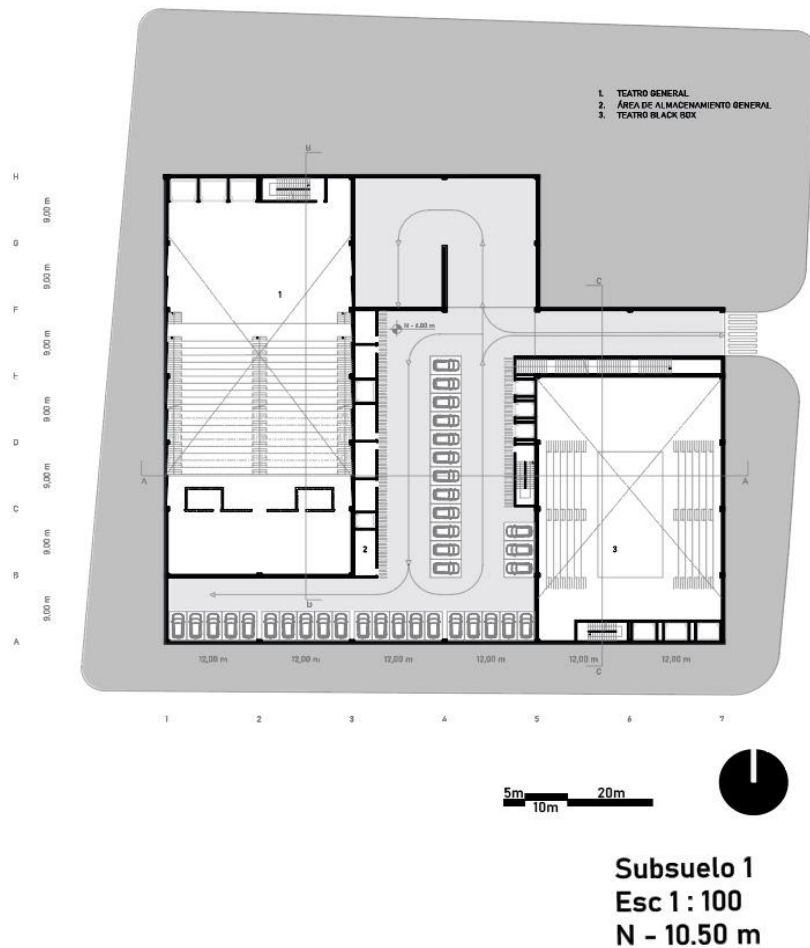 1. TEATRO GENERAL
2. ÁREA DE ALMACENAMIENTO GENERAL
3. TEATRO BLACK BOX
B
H
9,00 m
G
1
9,00 m
C
F
N - 6.80 m
9,00 m
E
9,00 m
D
9,00 m
A
A
C
9,00 m
2
3
B
B
9,00 m
A
12,00 m
12,00 m
12,00 m
12,00 m
12,00 m
12,00 m
C
1
2
3
4
5
6
7
5m
20m
10m
Subsuelo 1
Esc 1 : 100
N - 10.50 m